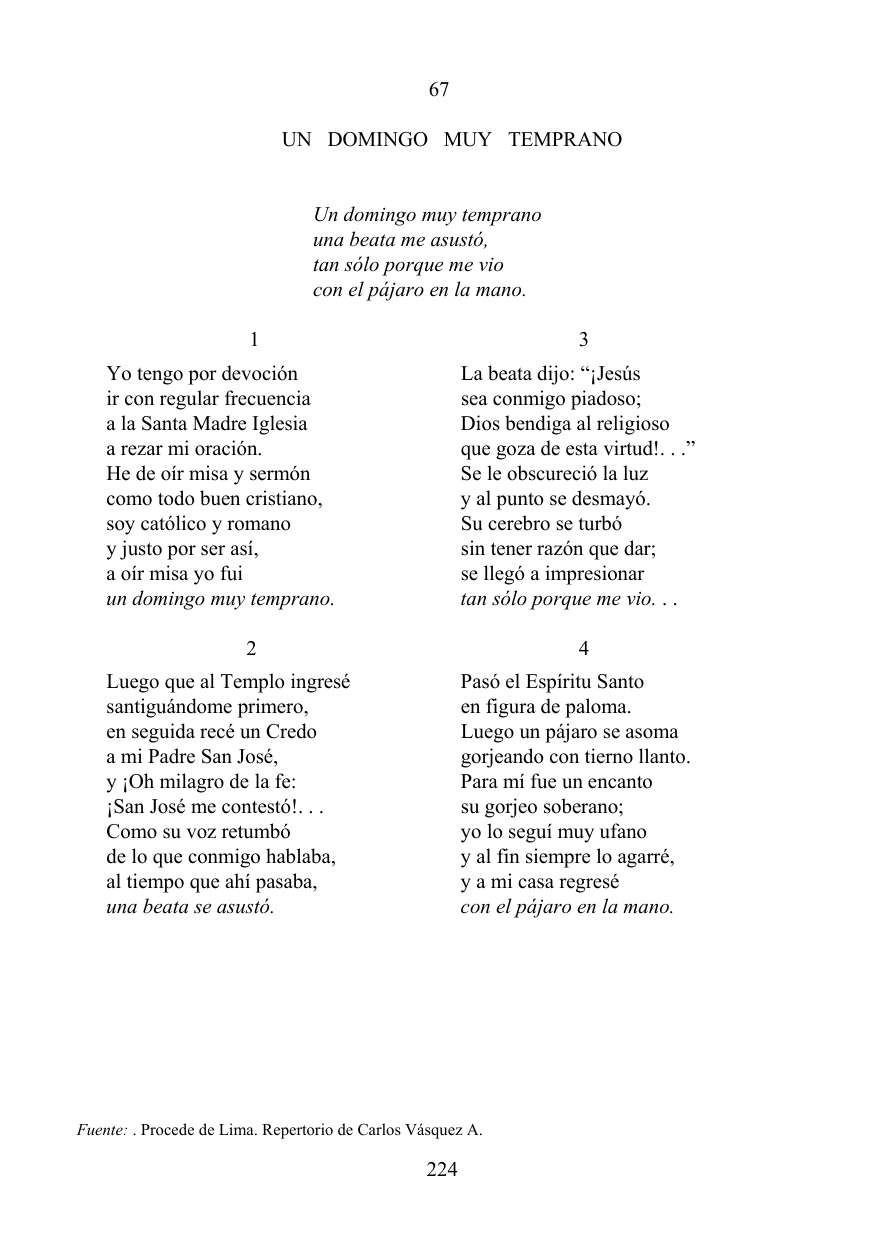 67
UN DOMINGO MUY TEMPRANO
Un domingo muy temprano
una beata me asustó,
tan sólo porque me vio
con el pájaro en la mano.
1
Yo tengo por devoción
ir con regular frecuencia
a la Santa Madre Iglesia
a rezar mi oración.
He de oír misa y sermón
como todo buen cristiano,
soy católico y romano
y justo por ser así,
a oír misa yo fui
un domingo muy temprano.
2
Luego que al Templo ingresé
santiguándome primero,
en seguida recé un Credo
a mi Padre San José,
y ¡Oh milagro de la fe:
¡San José me contestó!. . .
Como su voz retumbó
de lo que conmigo hablaba,
al tiempo que ahí pasaba,
una beata se asustó.
3
La beata dijo: “¡Jesús
sea conmigo piadoso;
Dios bendiga al religioso
que goza de esta virtud!. . .”
Se le obscureció la luz
y al punto se desmayó.
Su cerebro se turbó
sin tener razón que dar;
se llegó a impresionar
tan sólo porque me vio. . .
4
Pasó el Espíritu Santo
en figura de paloma.
Luego un pájaro se asoma
gorjeando con tierno llanto.
Para mí fue un encanto
su gorjeo soberano;
yo lo seguí muy ufano
y al fin siempre lo agarré,
y a mi casa regresé
con el pájaro en la mano.
Fuente: . Procede de Lima. Repertorio de Carlos Vásquez A.
224